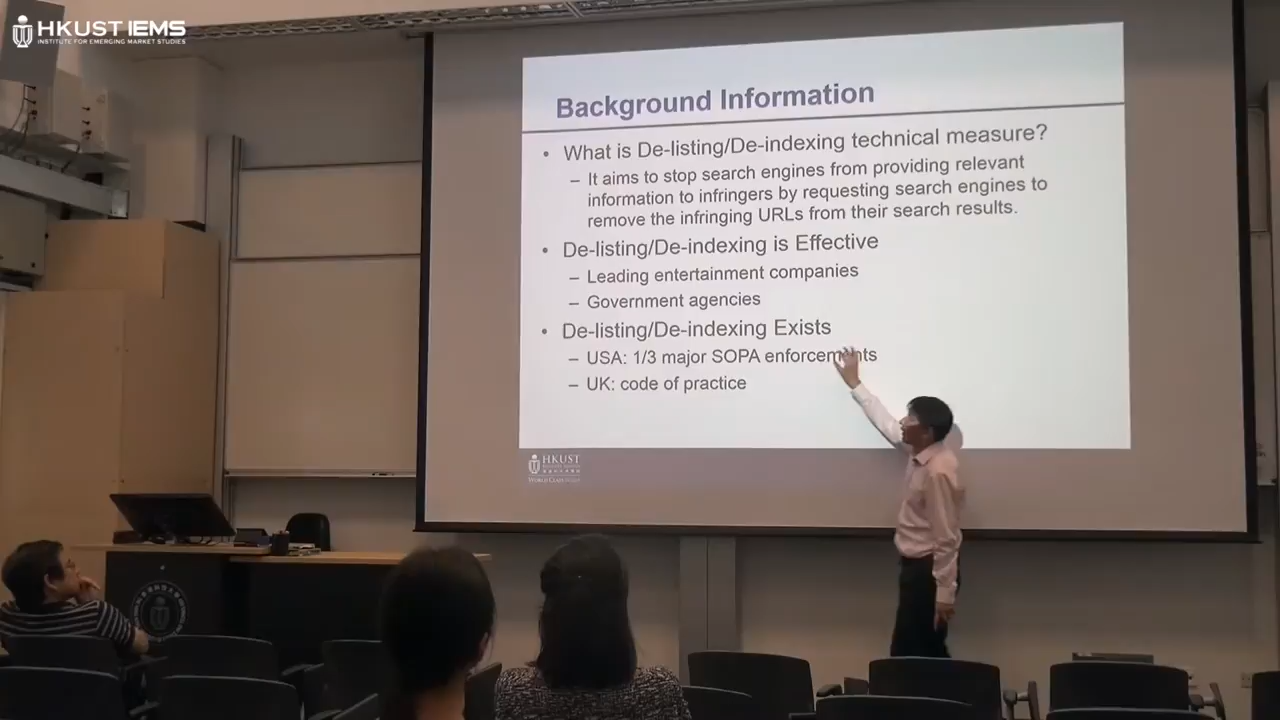 HKUST IEMS
INSTITUTE FOR EMERGING MARKET STUDIES
Background Information
• What is De-listing/De-indexing technical measure?
– It aims to stop search engines from providing relevant
information to infringers by requesting search engines to
remove the infringing URLs from their search results.
• De-listing/De-indexing is Effective
– Leading entertainment companies
– Government agencies
• De-listing/De-indexing Exists
– USA: 1/3 major SOPA enforcements
– UK: code of practice
HKUST